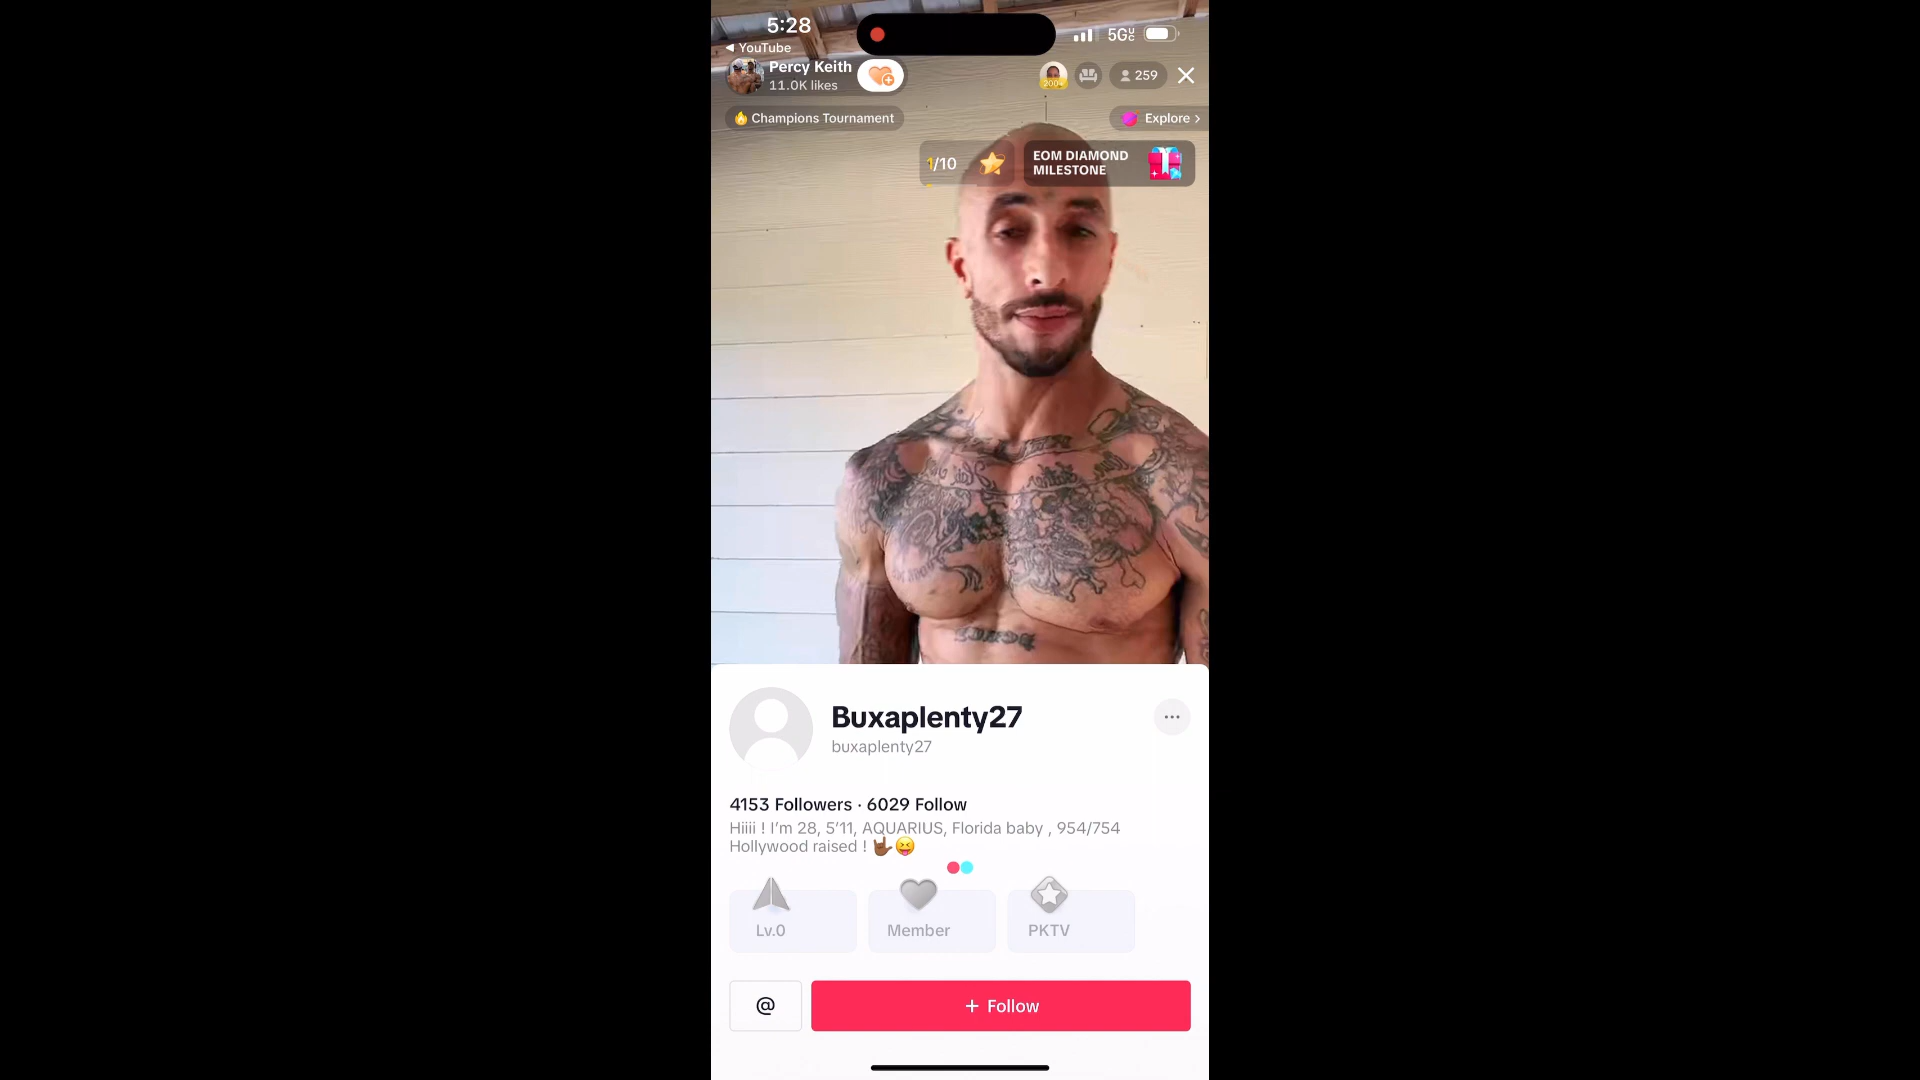 5:28
5G
◀ YouTube
Percy Keith
11.0K likes
200+
259
Champions Tournament
Explore >
1/10
EOM DIAMOND
MILESTONE
Buxaplenty27
buxaplenty27
4153 Followers · 6029 Follow
Hiiii ! I'm 28, 5'11, AQUARIUS, Florida baby , 954/754
Hollywood raised ! 🤟🏾😝
Lv.0
Member
PKTV
@
+ Follow